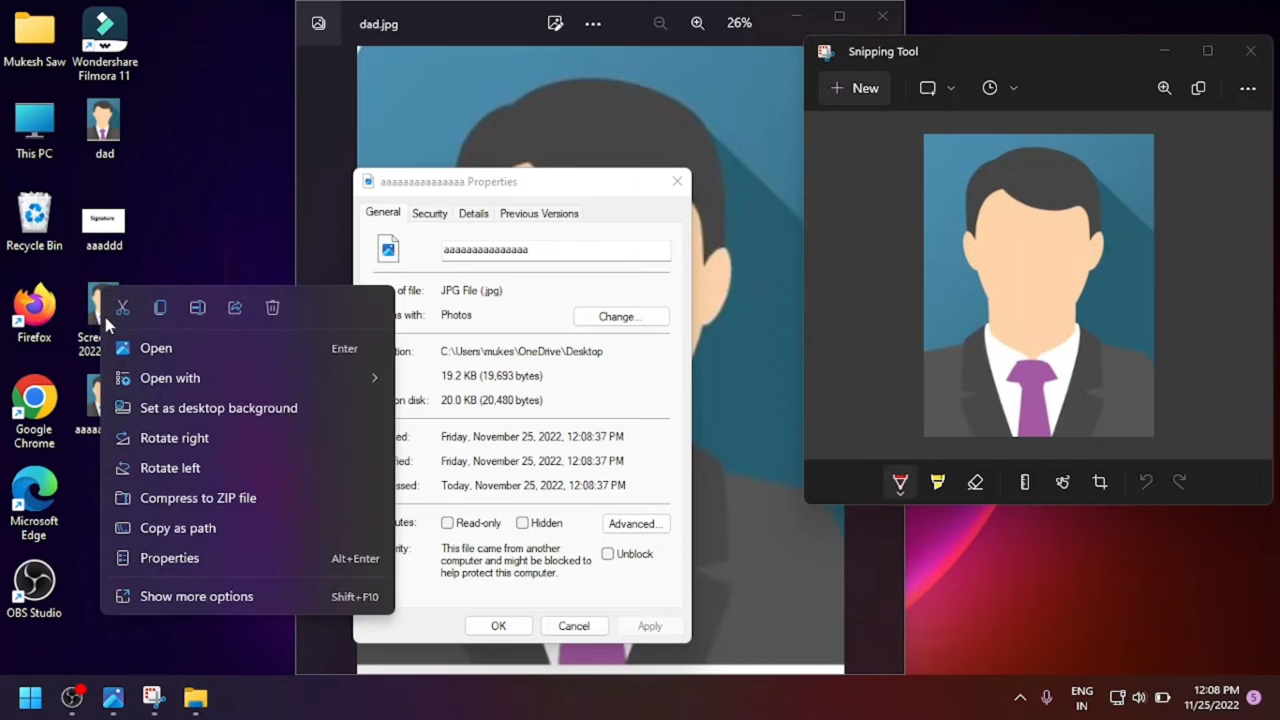 Mukesh Saw
Wondershare
Filmora 11
This PC
dad
Recycle Bin
Signature
aaaddd
Firefox
Scre
2022
Google
Chrome
aaaa
Microsoft
Edge
OBS Studio
dad.jpg
26%
aaaaaaaaaaaaaaa Properties
General
Security
Details
Previous Versions
aaaaaaaaaaaaaaa
of file:
JPG File (.jpg)
s with:
Photos
Change...
tion:
C:\Users\mukes\OneDrive\Desktop
19.2 KB (19,693 bytes)
on disk:
20.0 KB (20,480 bytes)
ed:
Friday, November 25, 2022, 12:08:37 PM
fied:
Friday, November 25, 2022, 12:08:37 PM
ssed:
Today, November 25, 2022, 12:08:37 PM
utes:
Read-only
Hidden
Advanced...
rity:
This file came from another
computer and might be blocked to
help protect this computer.
Unblock
OK
Cancel
Apply
Open
Enter
Open with
Set as desktop background
Rotate right
Rotate left
Compress to ZIP file
Copy as path
Properties
Alt+Enter
Show more options
Shift+F10
Snipping Tool
New
ENG
IN
12:08 PM
11/25/2022
5